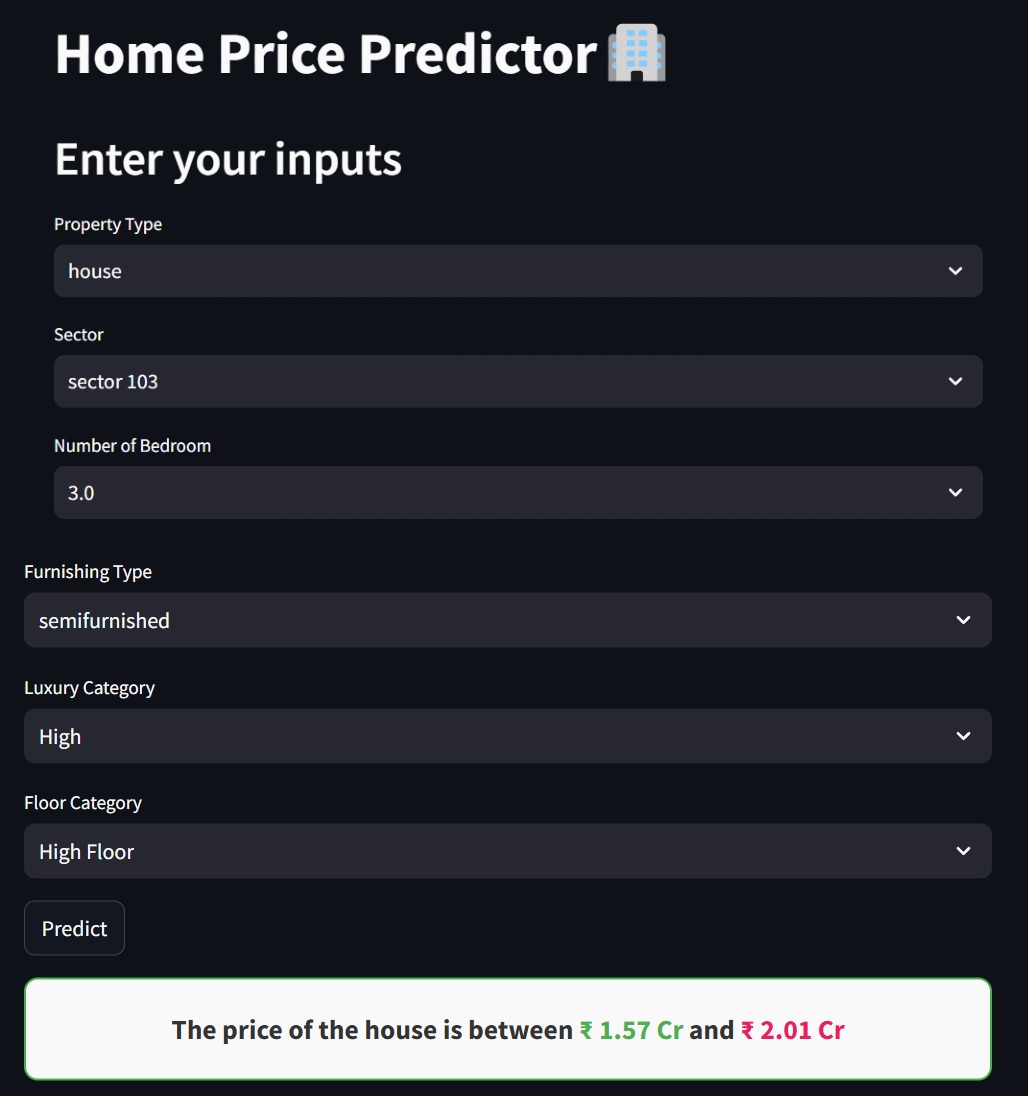 Home Price Predictor
Enter your inputs
Property Type
house
Sector
sector 103
Number of Bedroom
3.0
Furnishing Type
semifurnished
Luxury Category
High
Floor Category
High Floor
Predict
The price of the house is between ₹ 1.57 Cr and ₹ 2.01 Cr